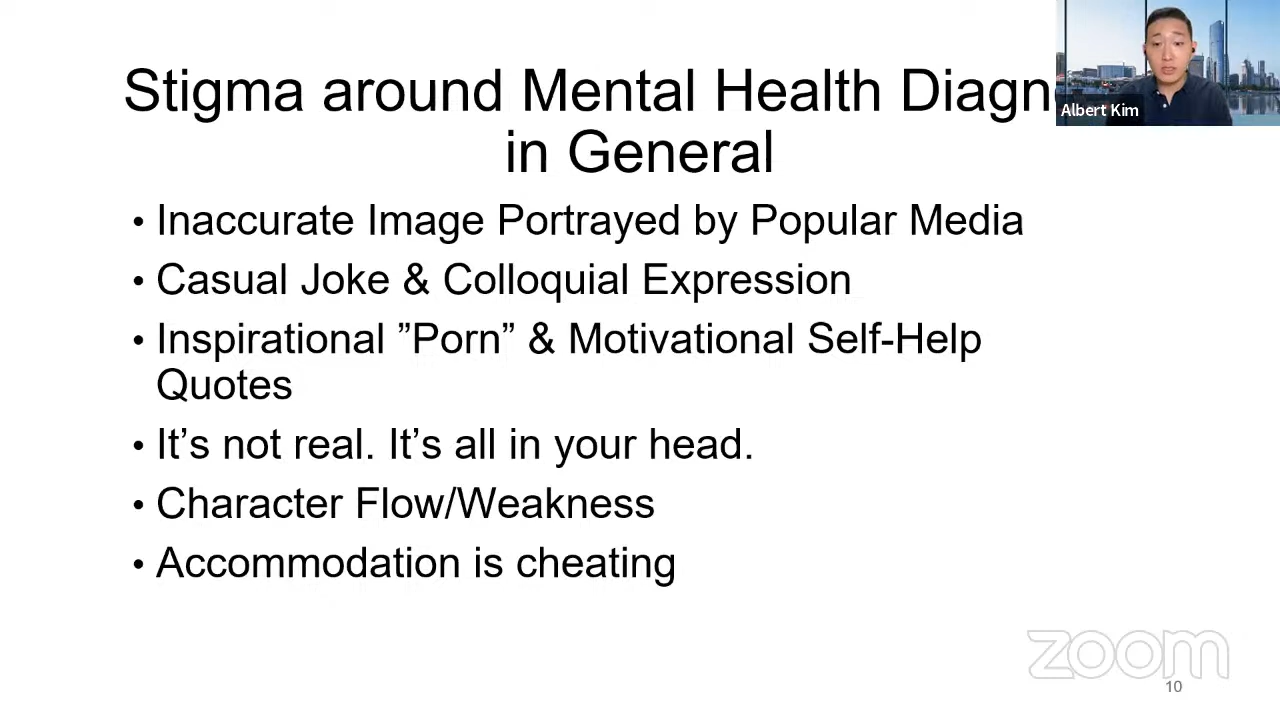 Stigma around Mental Health Diagn
in General
• Inaccurate Image Portrayed by Popular Media
• Casual Joke & Colloquial Expression
• Inspirational ”Porn” & Motivational Self-Help
Quotes
• It’s not real. It’s all in your head.
• Character Flow/Weakness
• Accommodation is cheating
Albert Kim
zoom
10